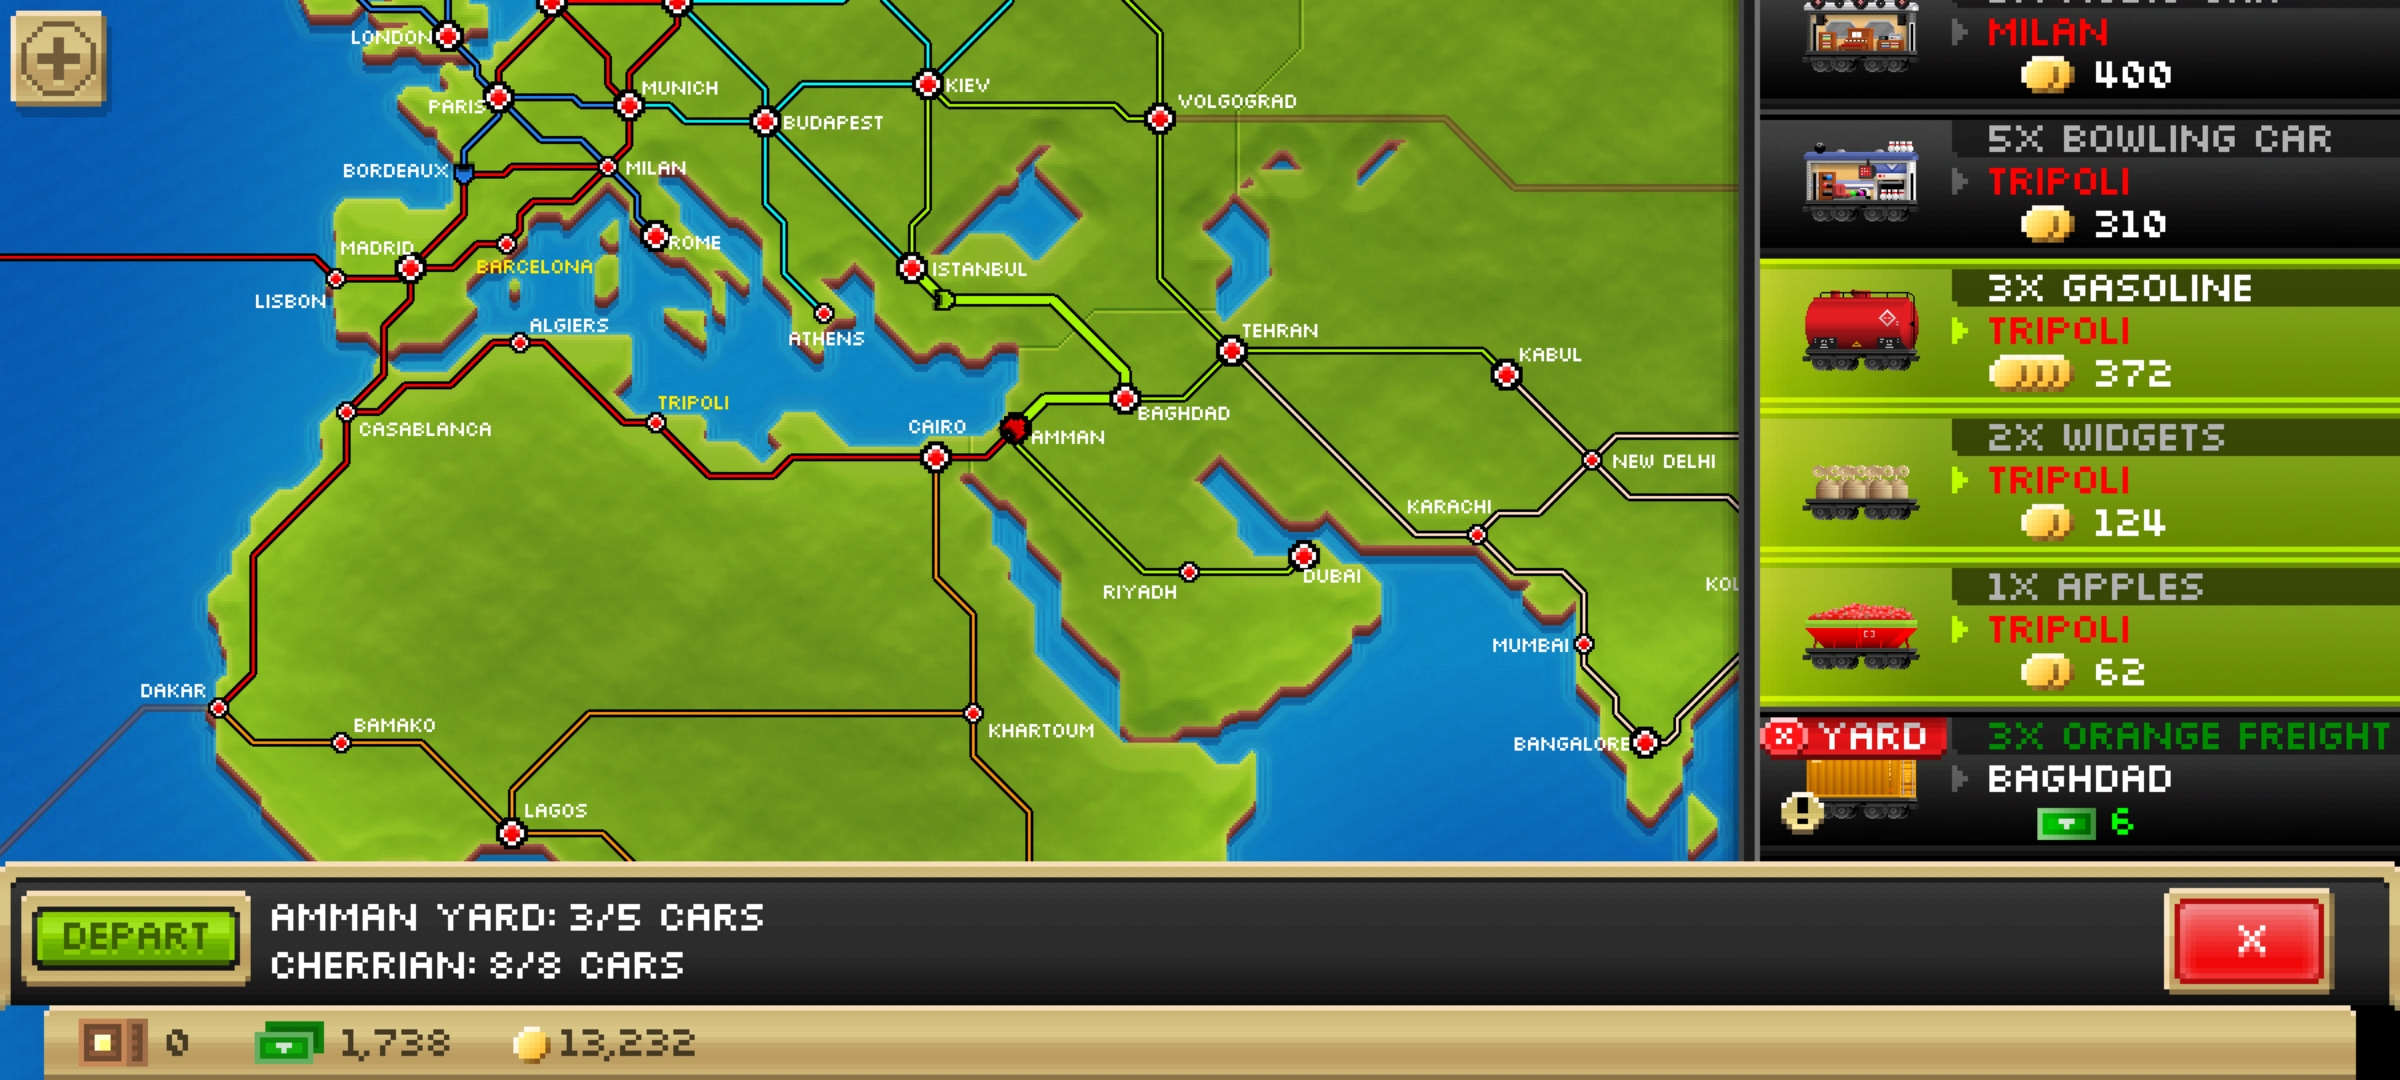 LONDON
PARIS
MUNICH
BUDAPEST
KIEV
VOLGOGRAD
BORDEAUX
MILAN
MADRID
ROME
BARCELONA
ISTANBUL
LISBON
ALGIERS
ATHENS
TEHRAN
KABUL
TRIPOLI
BAGHDAD
CASABLANCA
CAIRO
AMMAN
NEW DELHI
KARACHI
RIYADH
DUBAI
KOL
MUMBAI
DAKAR
BAMAKO
KHARTOUM
BANGALORE
LAGOS
MILAN
400
5X BOWLING CAR
TRIPOLI
310
3X GASOLINE
TRIPOLI
372
2X WIDGETS
TRIPOLI
124
1X APPLES
TRIPOLI
62
X YARD
3X ORANGE FREIGHT
BAGHDAD
! 6
DEPART
AMMAN YARD: 3/5 CARS
CHERRIAN: 8/8 CARS
X
0 1,738 13,232